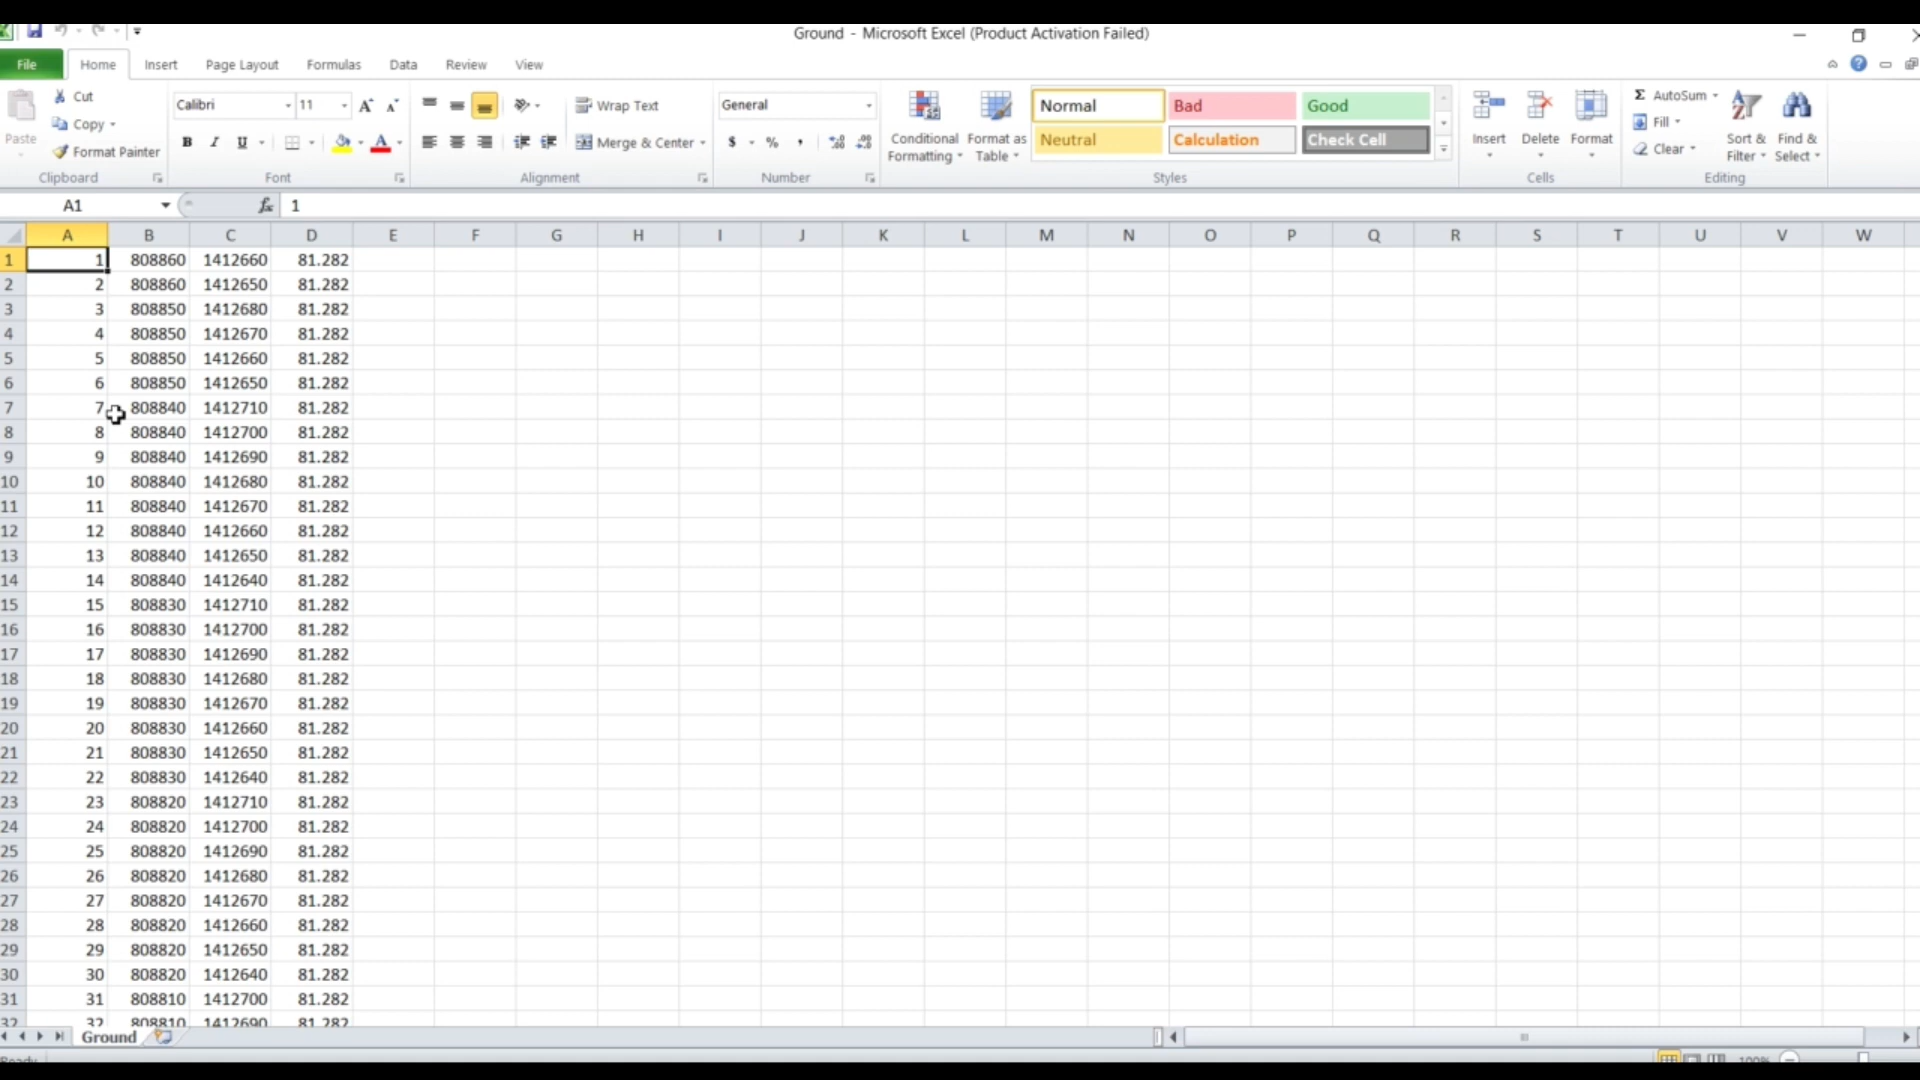 Ground - Microsoft Excel (Product Activation Failed)
File Home Insert Page Layout Formulas Data Review View
Cut
Copy
Format Painter
Paste
Clipboard
Calibri 11
B I U
Font
Wrap Text
Merge & Center
Alignment
General
$ % ,
Number
Conditional Formatting
Format as Table
Normal Bad Good
Neutral Calculation Check Cell
Styles
Insert Delete Format
Cells
Σ AutoSum
Fill
Clear
Sort & Filter
Find & Select
Editing
A1 fx 1
A B C D E F G H I J K L M N O P Q R S T U V W
1 1 808860 1412660 81.282
2 2 808860 1412650 81.282
3 3 808850 1412680 81.282
4 4 808850 1412670 81.282
5 5 808850 1412660 81.282
6 6 808850 1412650 81.282
7 7 808840 1412710 81.282
8 8 808840 1412700 81.282
9 9 808840 1412690 81.282
10 10 808840 1412680 81.282
11 11 808840 1412670 81.282
12 12 808840 1412660 81.282
13 13 808840 1412650 81.282
14 14 808840 1412640 81.282
15 15 808830 1412710 81.282
16 16 808830 1412700 81.282
17 17 808830 1412690 81.282
18 18 808830 1412680 81.282
19 19 808830 1412670 81.282
20 20 808830 1412660 81.282
21 21 808830 1412650 81.282
22 22 808830 1412640 81.282
23 23 808820 1412710 81.282
24 24 808820 1412700 81.282
25 25 808820 1412690 81.282
26 26 808820 1412680 81.282
27 27 808820 1412670 81.282
28 28 808820 1412660 81.282
29 29 808820 1412650 81.282
30 30 808820 1412640 81.282
31 31 808810 1412700 81.282
32 32 808810 1412690 81.282
Ground
Ready 100%